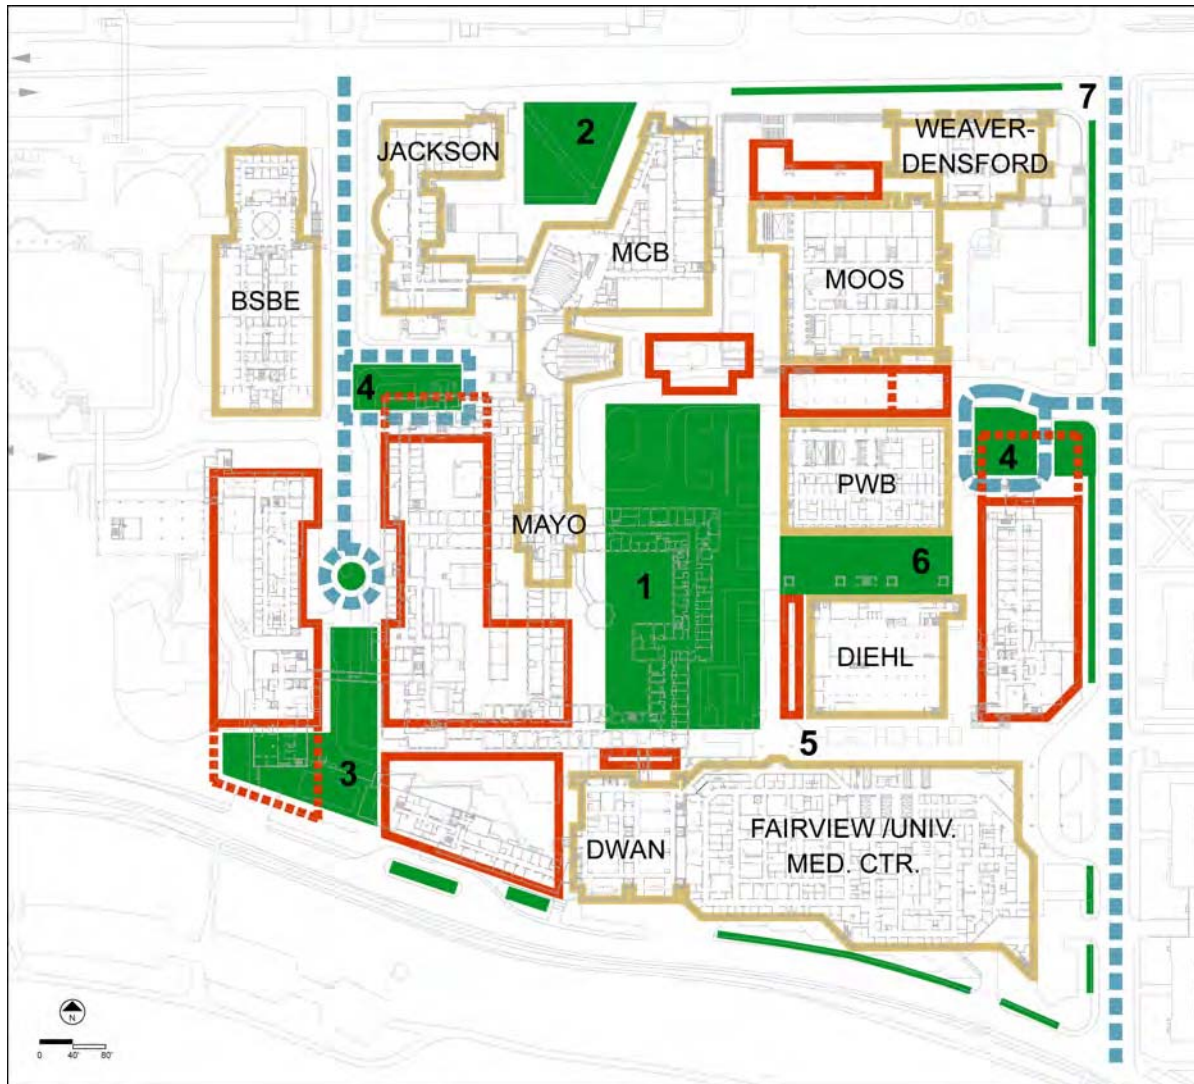 7
WEAVER-
DENSFORD
2
JACKSON
MCB
MOOS
BSBE
4
4
PWB
MAYO
6
1
DIEHL
5
3
FAIRVIEW /UNIV.
MED. CTR.
DWAN
N
0 40' 80'